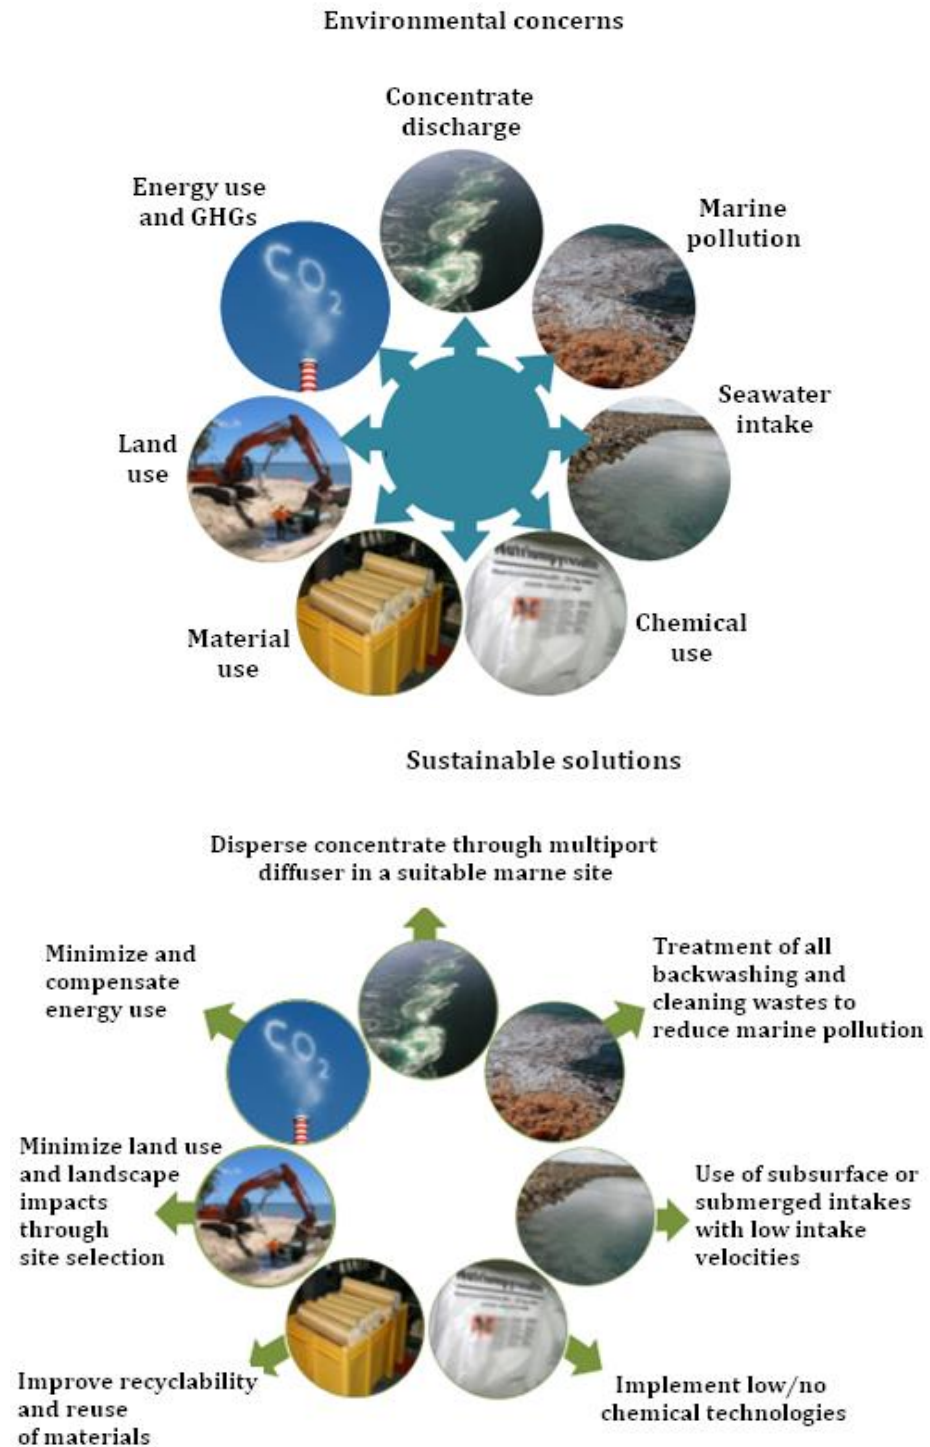 Environmental concerns
Concentrate
discharge
Energy use
and GHGs
Marine
pollution
CO2
Seawater
intake
Land
use
Material
use
Chemical
use
Sustainable solutions
Disperse concentrate through multiport
diffuser in a suitable marne site
Minimize and
compensate
energy use
Treatment of all
backwashing and
cleaning wastes to
reduce marine pollution
CO2
Minimize land use
and landscape
impacts
through
site selection
Use of subsurface or
submerged intakes
with low intake
velocities
Improve recyclability
and reuse
of materials
Implement low/no
chemical technologies